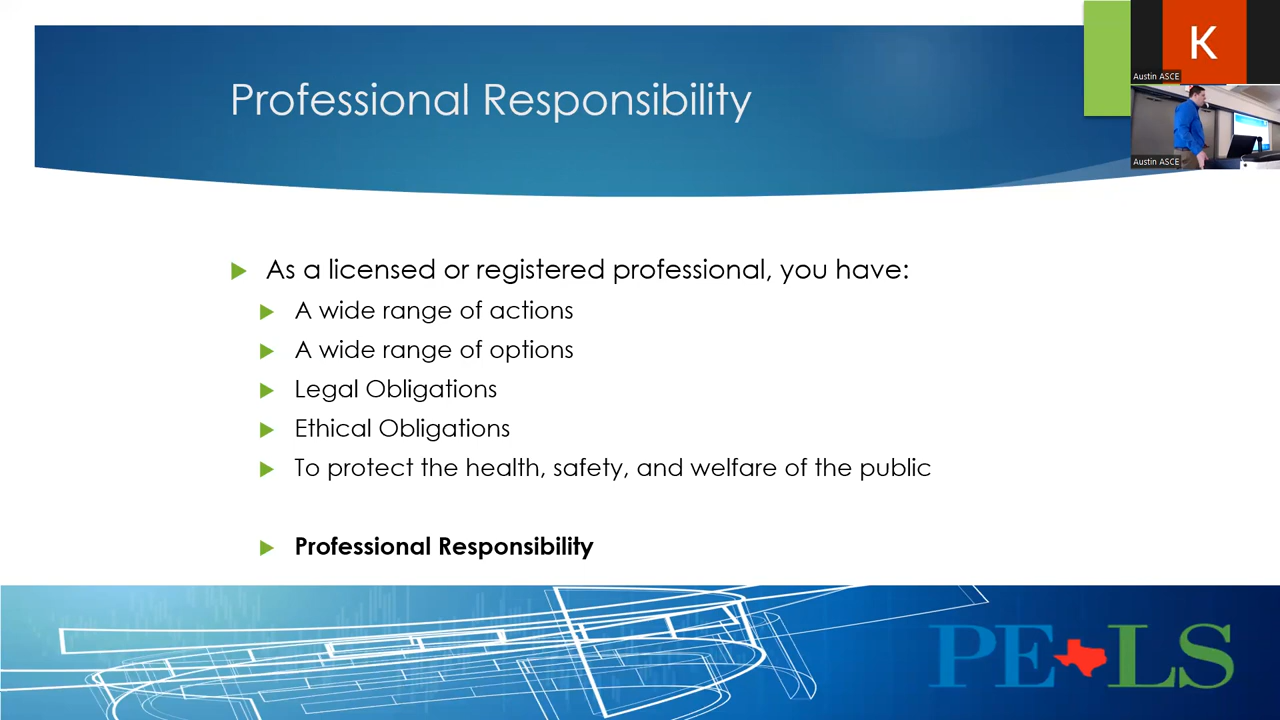 Professional Responsibility
K
Austin ASCE
Austin ASCE
As a licensed or registered professional, you have:
A wide range of actions
A wide range of options
Legal Obligations
Ethical Obligations
To protect the health, safety, and welfare of the public
Professional Responsibility
PE LS